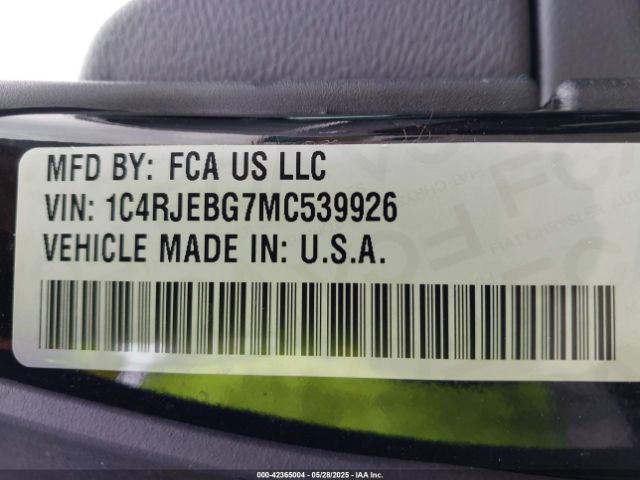 MFD BY: FCA US LLC
VIN: 1C4RJEBG7MC539926
VEHICLE MADE IN: U.S.A.
000-42365004 | 05/28/2025 - IAA Inc.